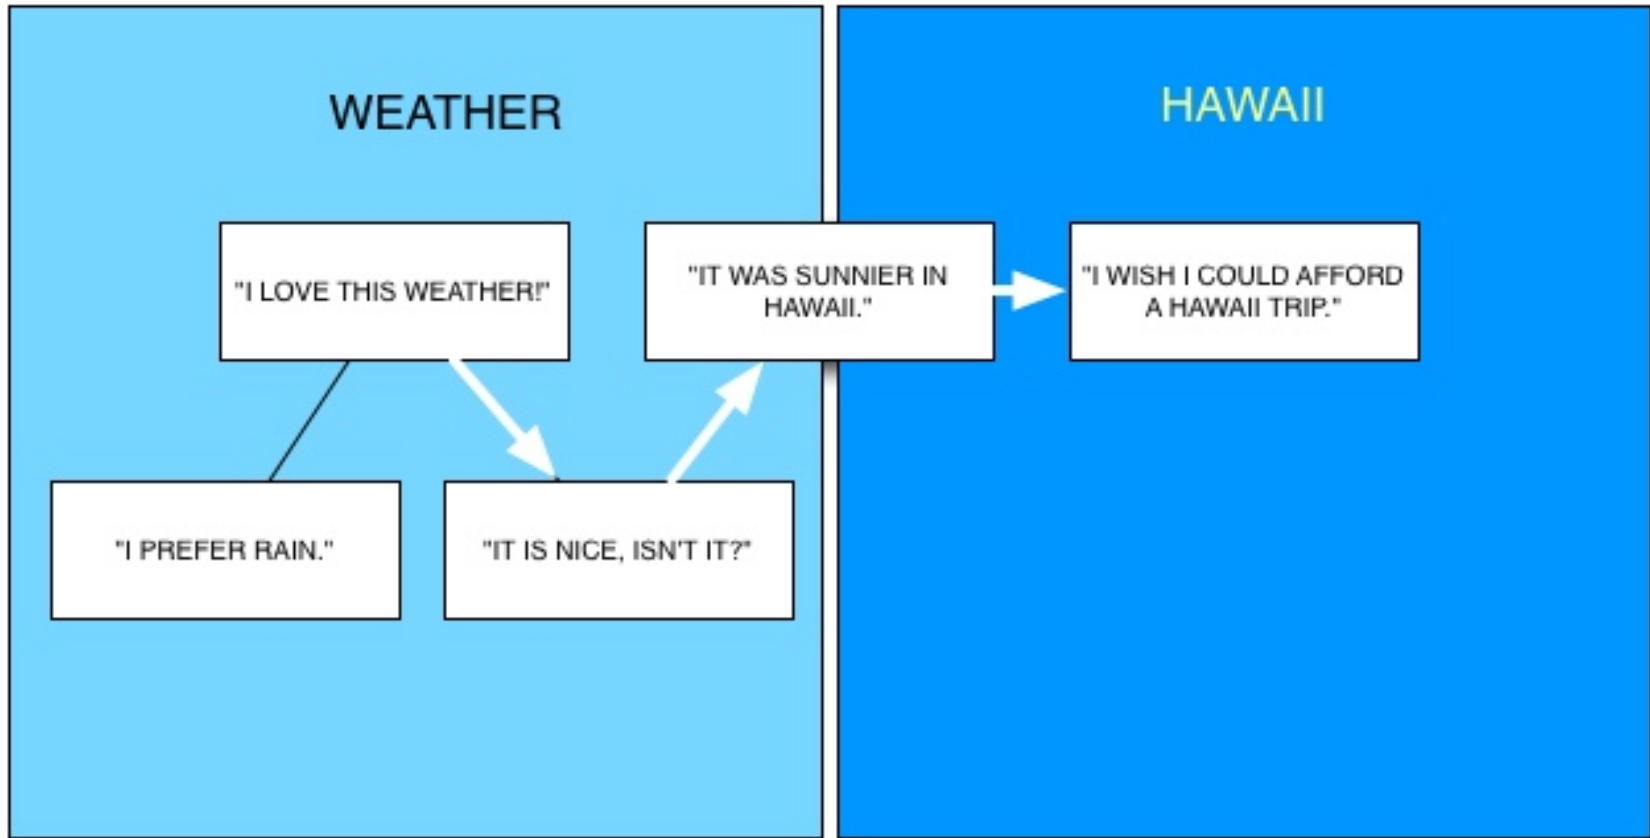 WEATHER
HAWAII
"I LOVE THIS WEATHER!"
"IT WAS SUNNIER IN
HAWAII."
"I WISH I COULD AFFORD
A HAWAII TRIP."
"I PREFER RAIN."
"IT IS NICE, ISN'T IT?"